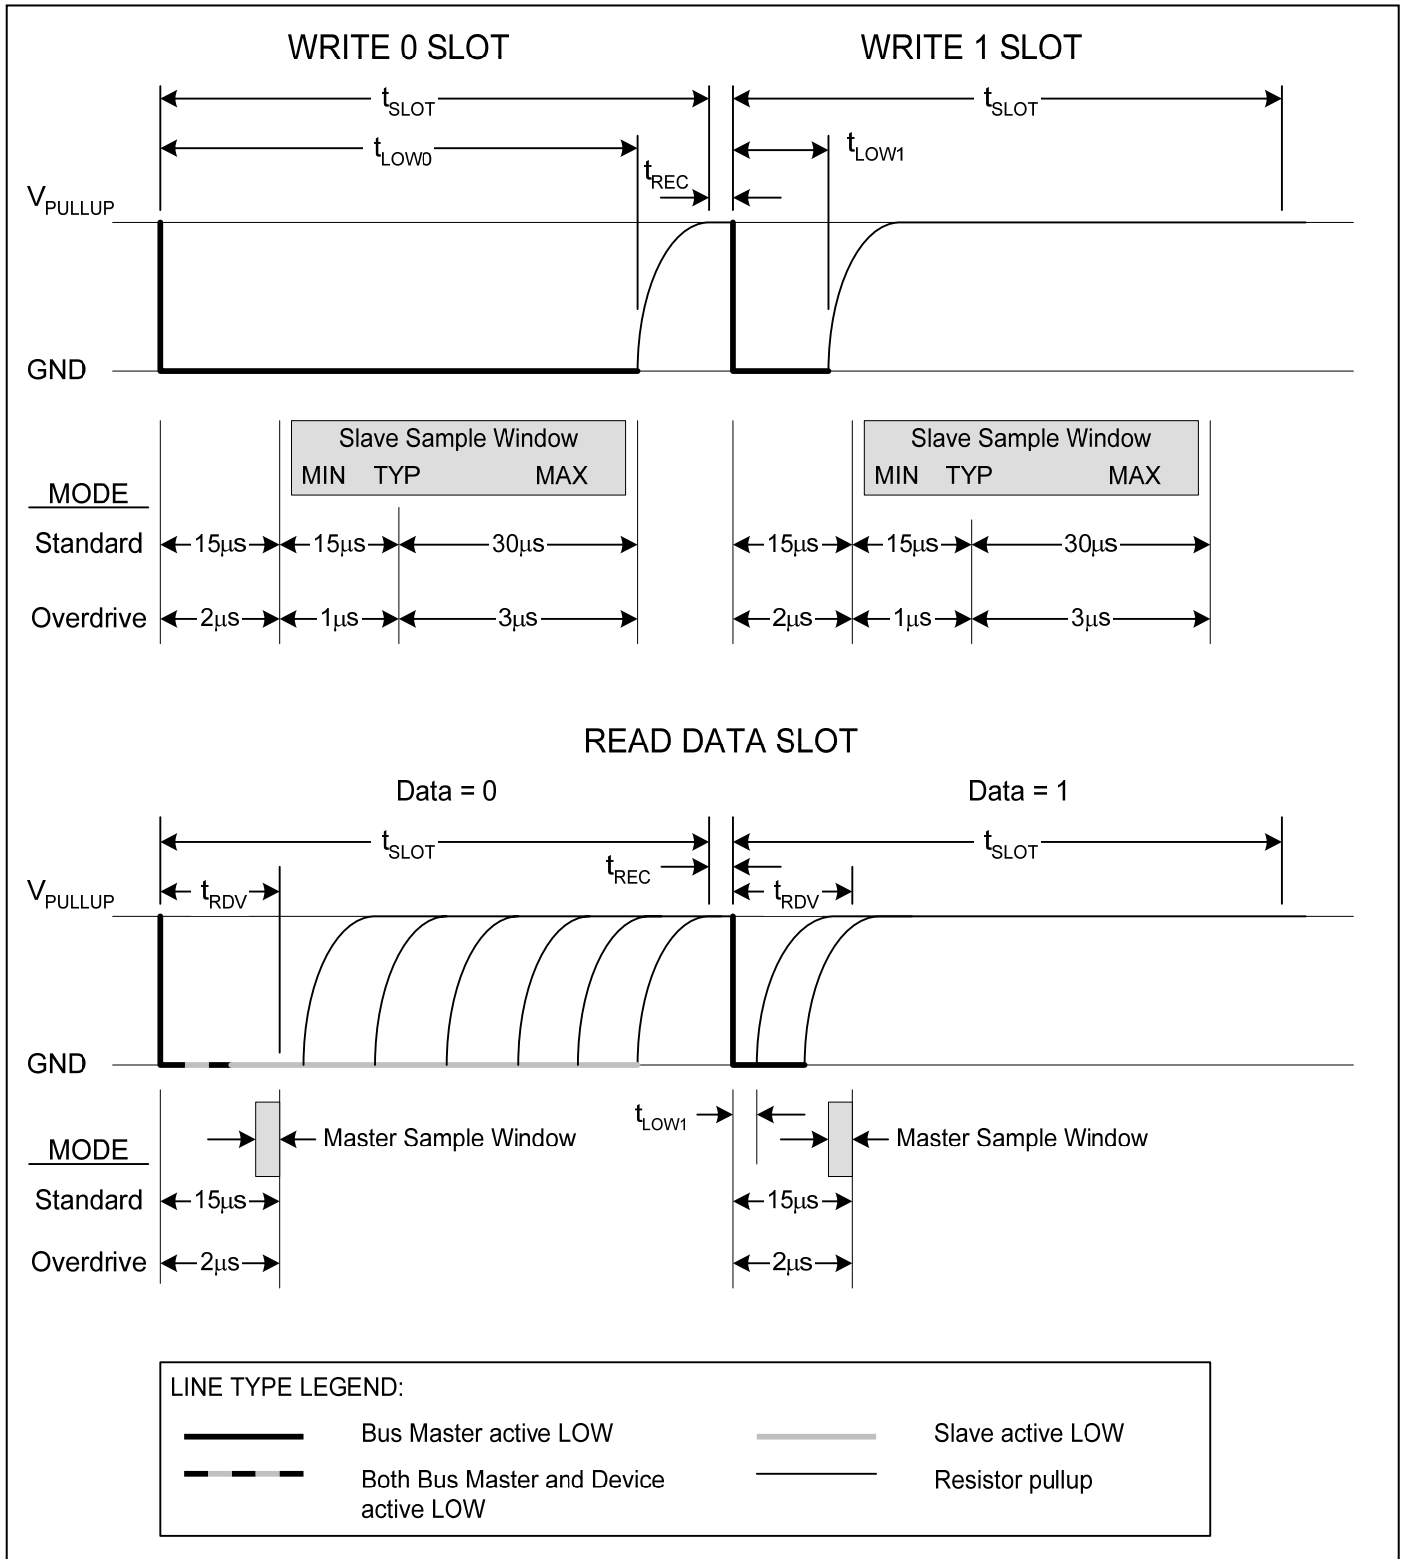 WRITE 0 SLOT WRITE 1 SLOT
tSLOT tSLOT
tLOW0 tLOW1
tREC
VPULLUP
GND
Slave Sample Window Slave Sample Window
MIN TYP MAX MIN TYP MAX
MODE
Standard 15μs 15μs 30μs 15μs 15μs 30μs
Overdrive 2μs 1μs 3μs 2μs 1μs 3μs
READ DATA SLOT
Data = 0 Data = 1
tSLOT tSLOT
tREC
VPULLUP tRDV tRDV
GND
tLOW1
MODE Master Sample Window Master Sample Window
Standard 15μs 15μs
Overdrive 2μs 2μs
LINE TYPE LEGEND:
Bus Master active LOW Slave active LOW
Both Bus Master and Device Resistor pullup
active LOW